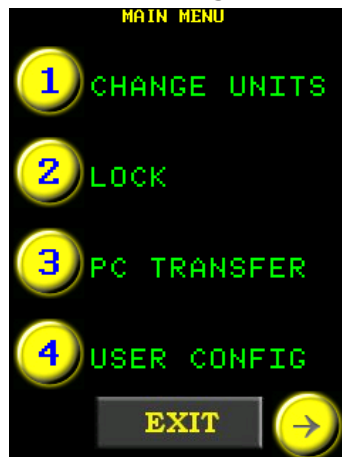 MAIN MENU
1 CHANGE UNITS
2 LOCK
3 PC TRANSFER
4 USER CONFIG
EXIT →